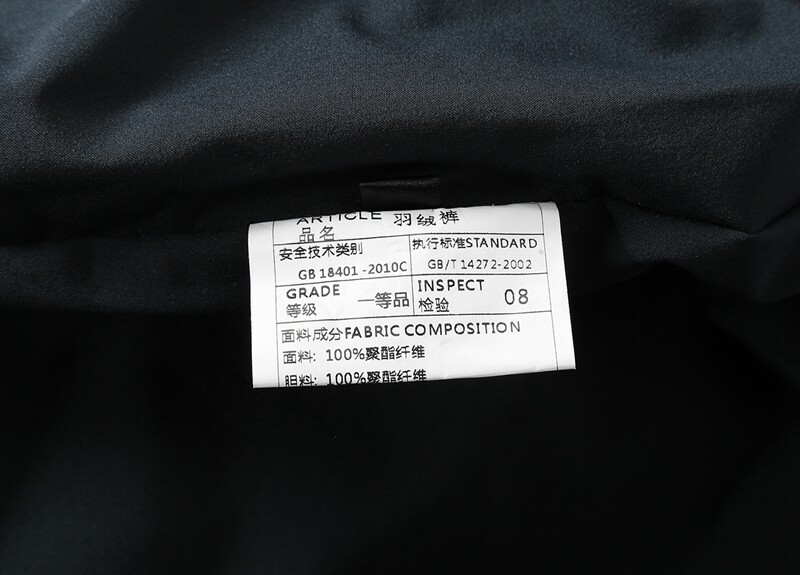 ARTICLE 羽绒裤
品名
安全技术类别 执行标准STANDARD
GB 18401-2010C GB/T 14272-2002
GRADE 一等品 INSPECT 08
等级 检验
面料成分FABRIC COMPOSITION
面料: 100%聚酯纤维
胆料: 100%聚酯纤维